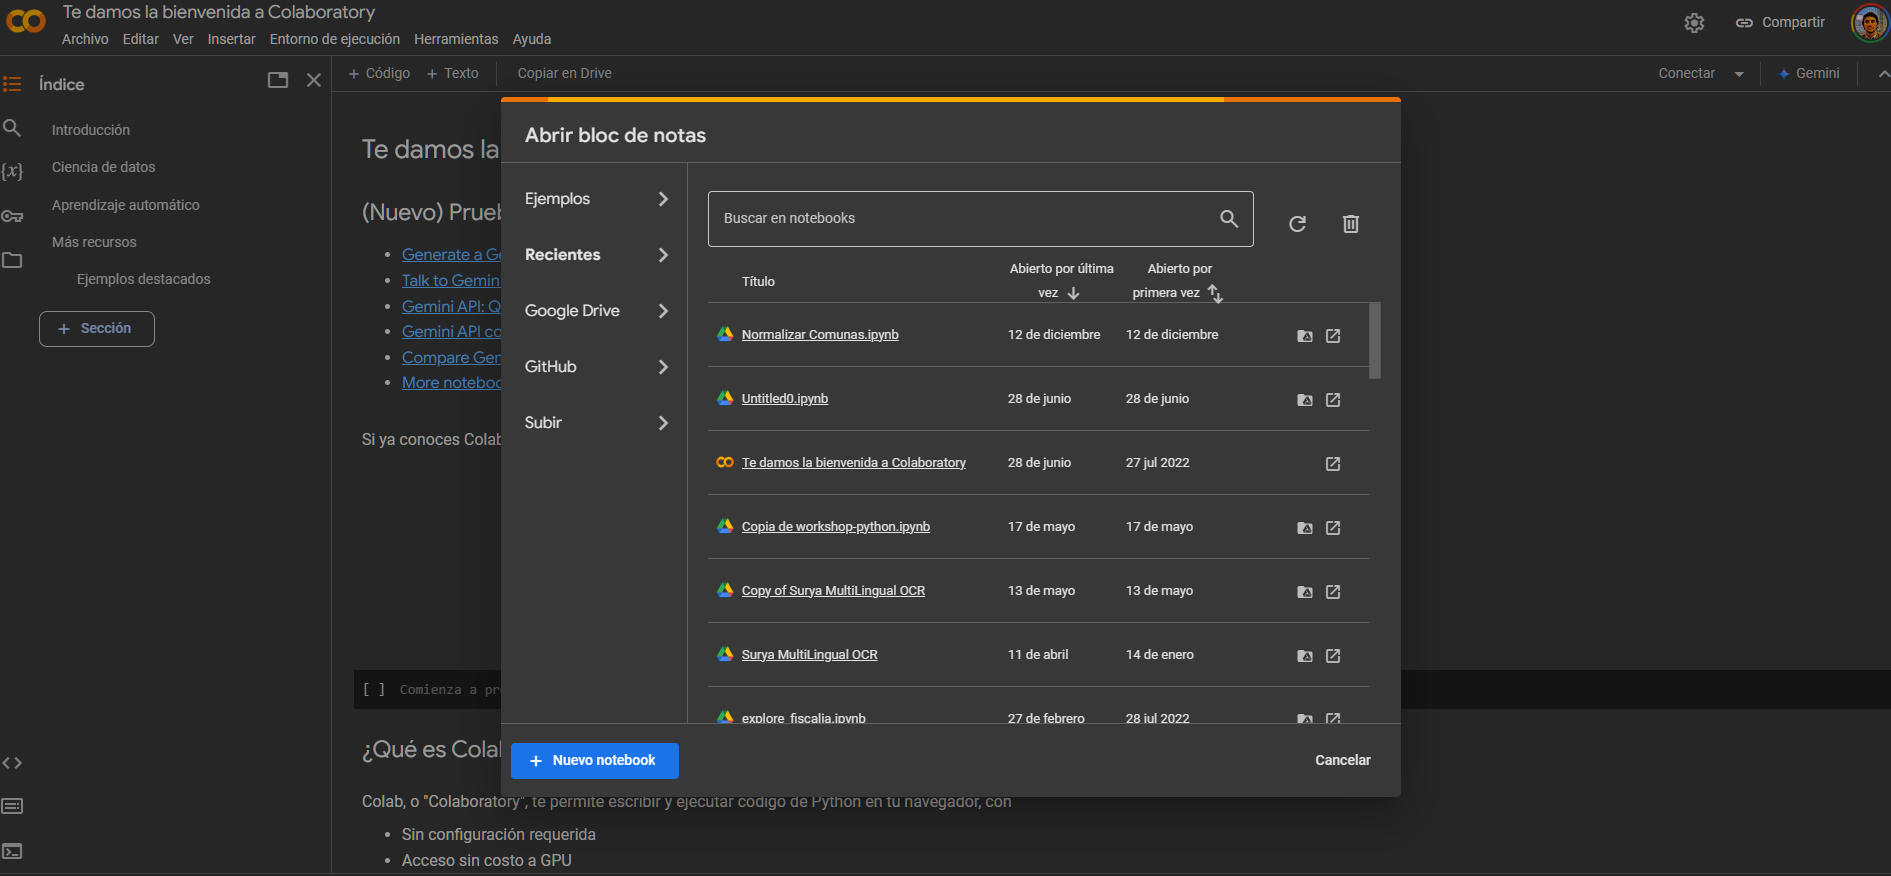 Te damos la bienvenida a Colaboratory
Archivo Editar Ver Insertar Entorno de ejecución Herramientas Ayuda
Compartir
Índice
Introducción
Ciencia de datos
Aprendizaje automático
Más recursos
Ejemplos destacados
+ Sección
+ Código + Texto Copiar en Drive
Conectar
Gemini
Te damos la
(Nuevo) Prueb
Generate a Ge
Talk to Gemin
Gemini API: Q
Gemini API co
Compare Gem
More noteboo
Si ya conoces Colab
[ ] Comienza a pr
¿Qué es Colal
Colab, o "Colaboratory", te permite escribir y ejecutar código de Python en tu navegador, con
Sin configuración requerida
Acceso sin costo a GPU
Abrir bloc de notas
Ejemplos
Recientes
Google Drive
GitHub
Subir
Buscar en notebooks
Título
Abierto por última
vez
Abierto por
primera vez
Normalizar Comunas.ipynb 12 de diciembre 12 de diciembre
Untitled0.ipynb 28 de junio 28 de junio
Te damos la bienvenida a Colaboratory 28 de junio 27 jul 2022
Copia de workshop-python.ipynb 17 de mayo 17 de mayo
Copy of Surya MultiLingual OCR 13 de mayo 13 de mayo
Surya MultiLingual OCR 11 de abril 14 de enero
explore_fiscalia.ipynb 27 de febrero 28 jul 2022
+ Nuevo notebook
Cancelar